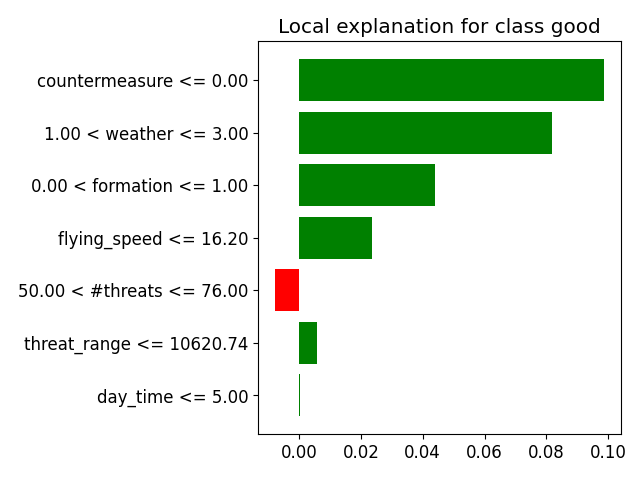 Local explanation for class good
countermeasure <= 0.00
1.00 < weather <= 3.00
0.00 < formation <= 1.00
flying_speed <= 16.20
50.00 < #threats <= 76.00
threat_range <= 10620.74
day_time <= 5.00
0.00 0.02 0.04 0.06 0.08 0.10